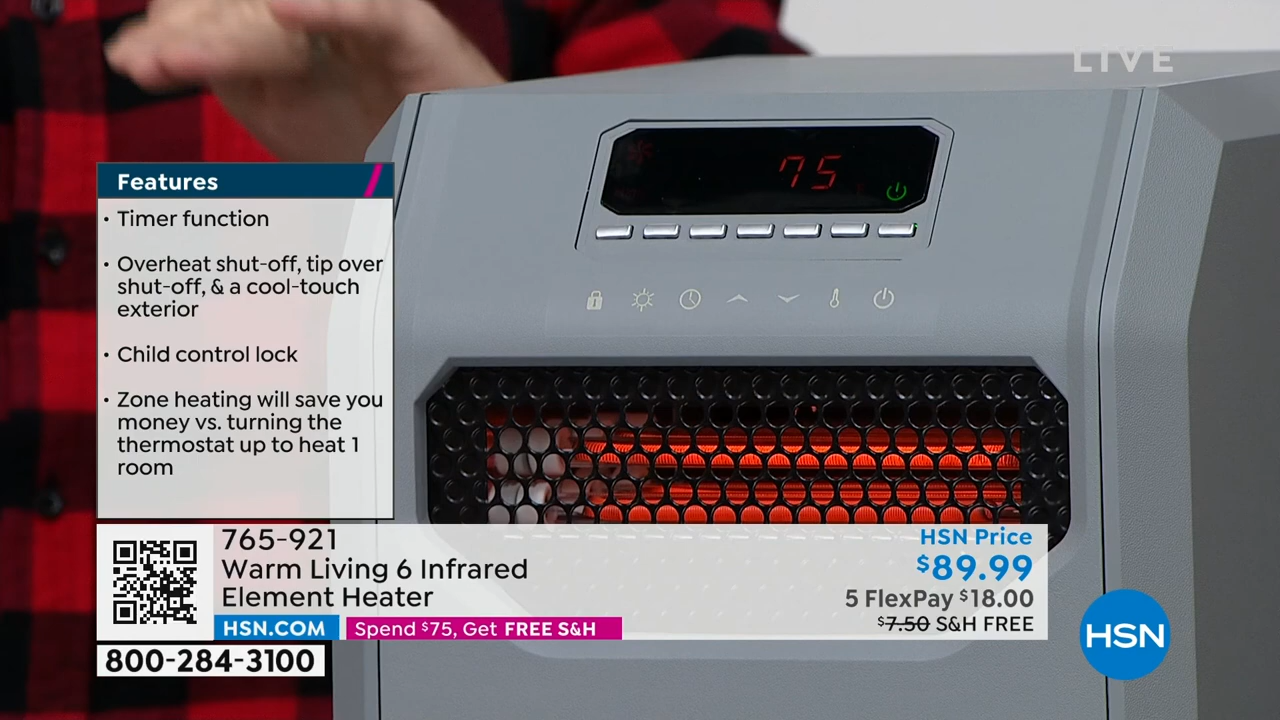 LIVE
75
Features
• Timer function
• Overheat shut-off, tip over
shut-off, & a cool-touch
exterior
• Child control lock
• Zone heating will save you
money vs. turning the
thermostat up to heat 1
room
765-921
Warm Living 6 Infrared
Element Heater
HSN.COM
Spend $75, Get FREE S&H
HSN Price
$89.99
5 FlexPay $18.00
$7.50 S&H FREE
800-284-3100
HSN